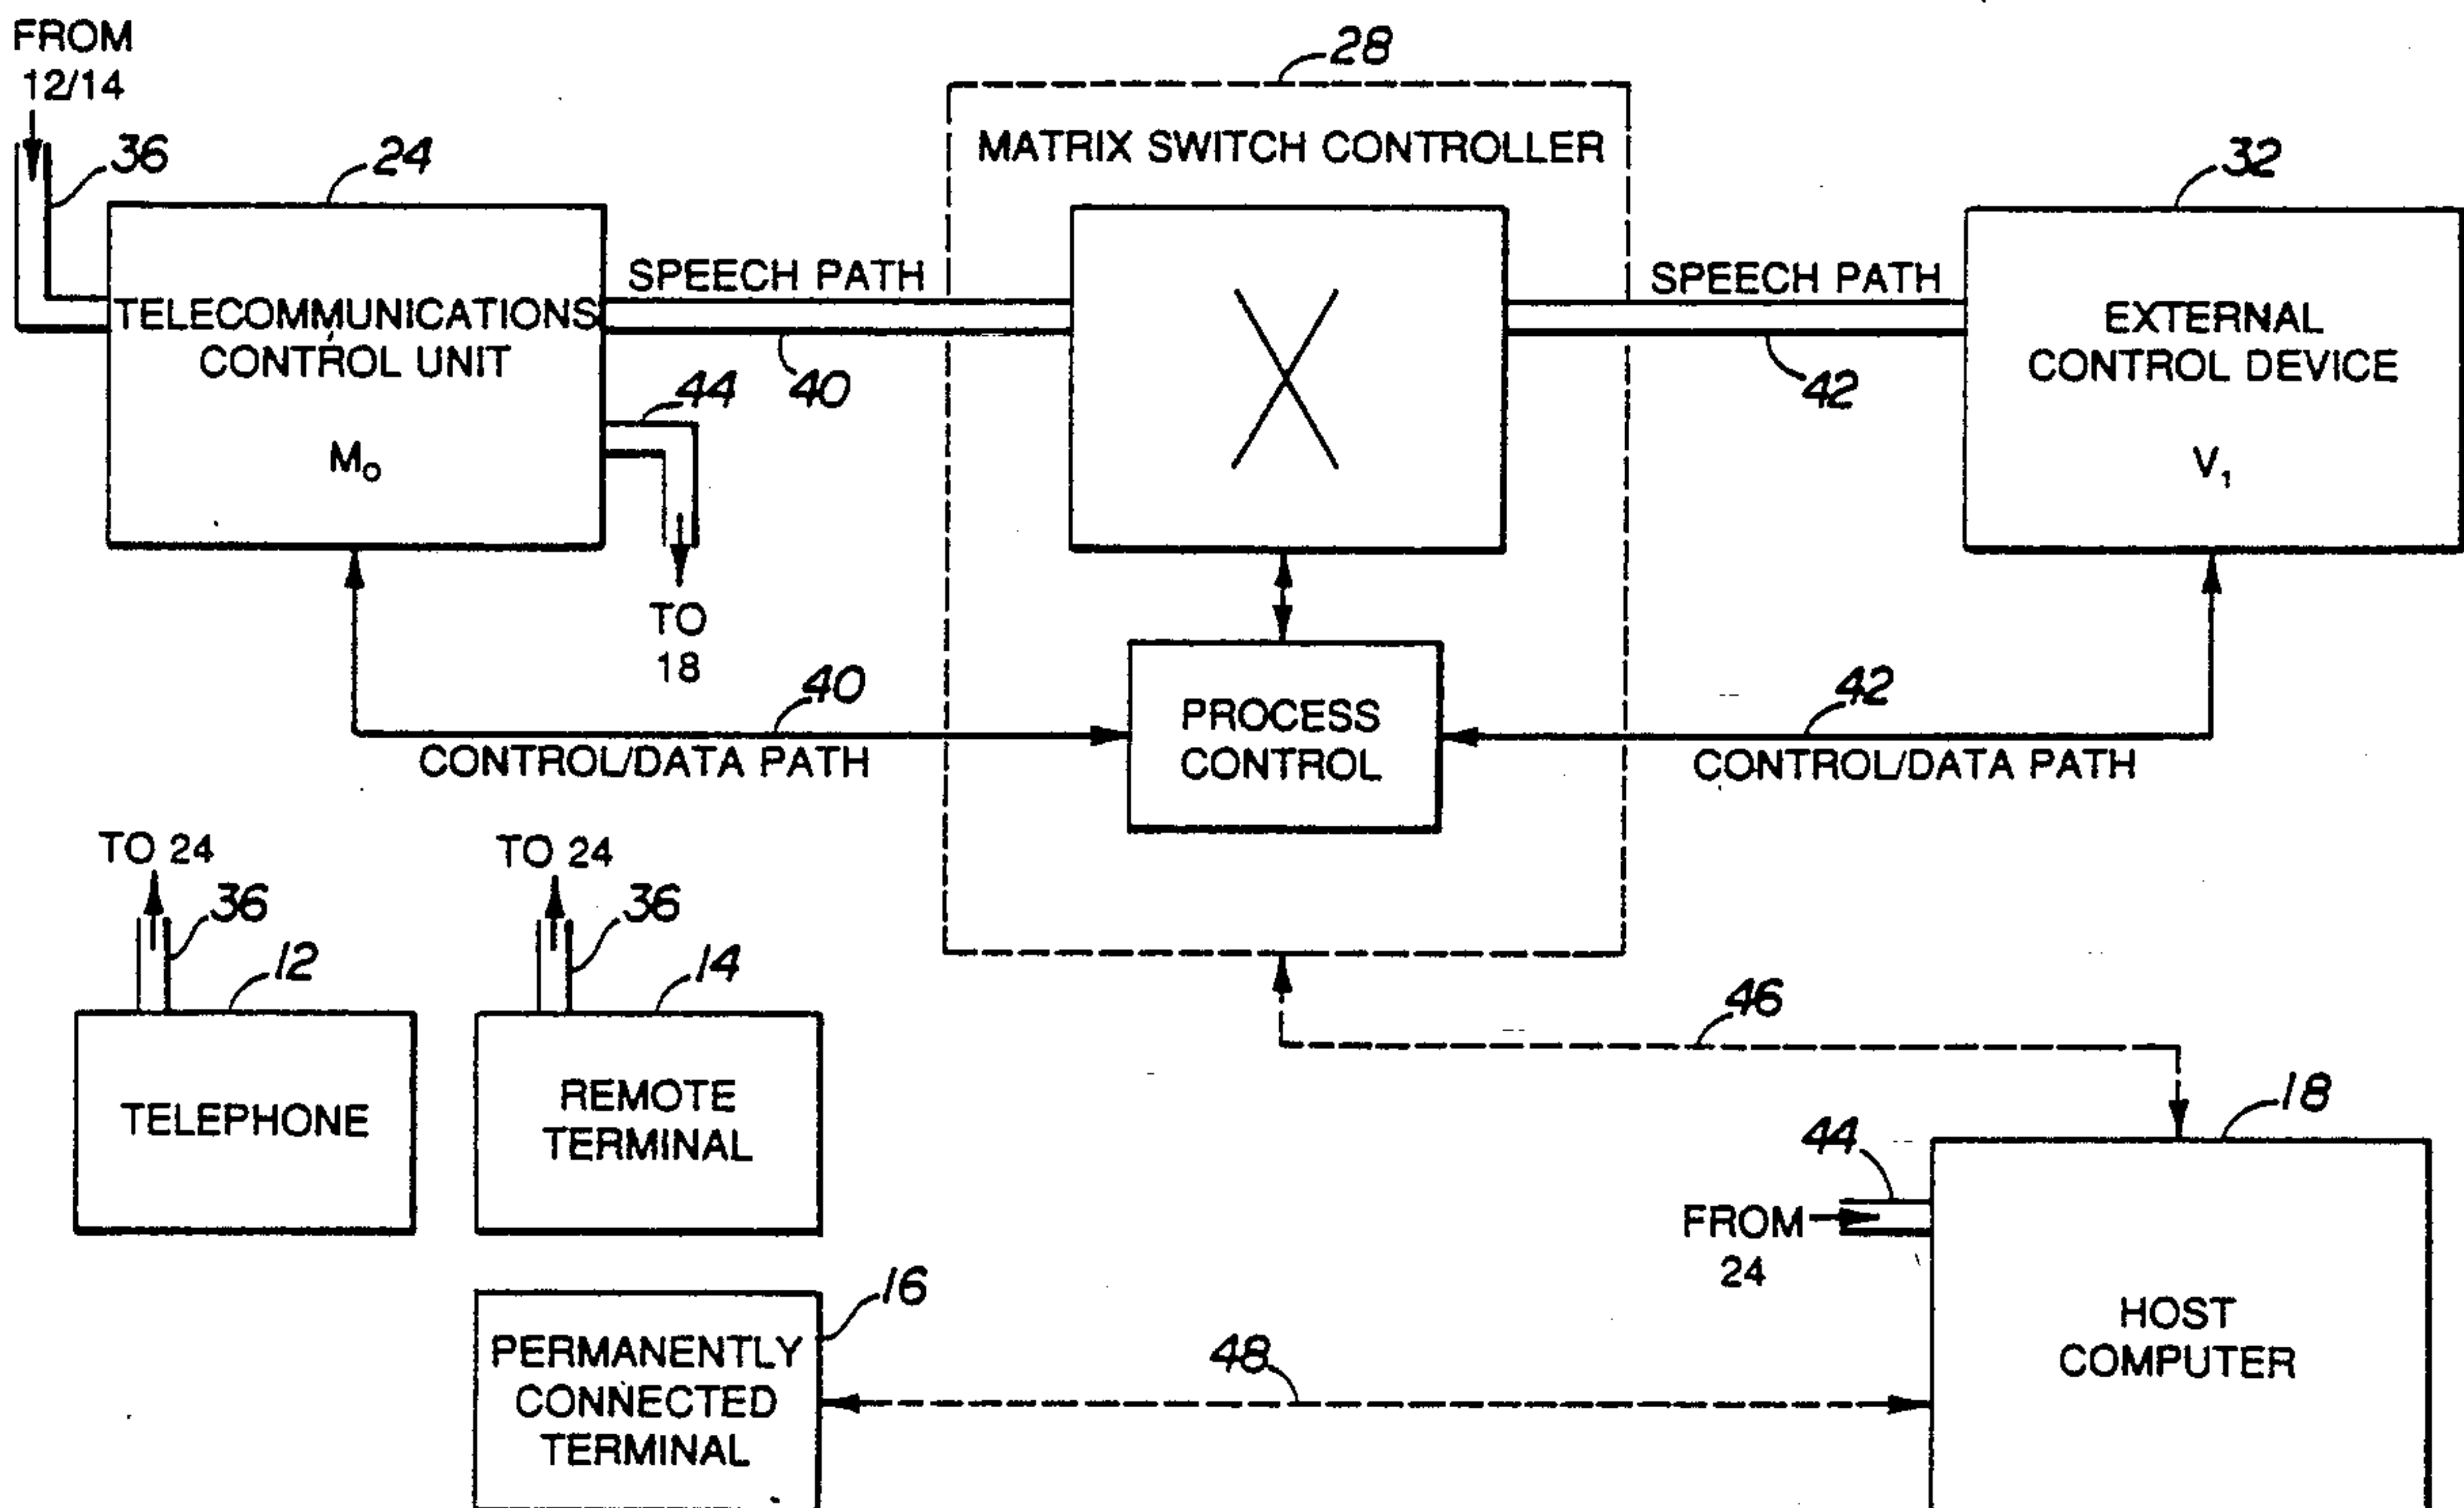 FROM
12/14
36
24
28
MATRIX SWITCH CONTROLLER
32
TELECOMMUNICATIONS
CONTROL UNIT
M₀
SPEECH PATH
40
44
TO
18
X
SPEECH PATH
42
EXTERNAL
CONTROL DEVICE
V₁
40
CONTROL/DATA PATH
PROCESS
CONTROL
42
CONTROL/DATA PATH
TO 24
36
12
TELEPHONE
TO 24
36
14
REMOTE
TERMINAL
46
18
44
FROM
24
HOST
COMPUTER
16
PERMANENTLY
CONNECTED
TERMINAL
48